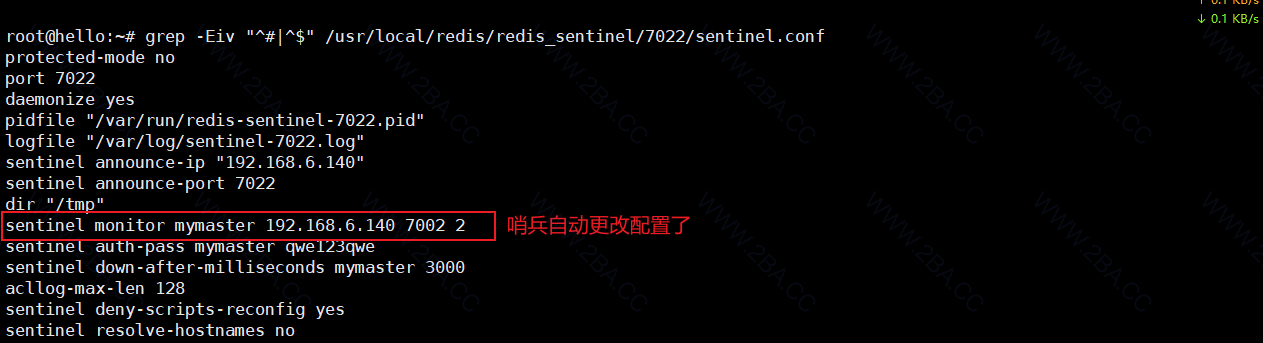 ↑ 0.1 KB/s
↓ 0.1 KB/s
root@hello:~# grep -Eiv "^#|^$" /usr/local/redis/redis_sentinel/7022/sentinel.conf
protected-mode no
port 7022
daemonize yes
pidfile "/var/run/redis-sentinel-7022.pid"
logfile "/var/log/sentinel-7022.log"
sentinel announce-ip "192.168.6.140"
sentinel announce-port 7022
dir "/tmp"
sentinel monitor mymaster 192.168.6.140 7002 2 哨兵自动更改配置了
sentinel auth-pass mymaster qwe123qwe
sentinel down-after-milliseconds mymaster 3000
acllog-max-len 128
sentinel deny-scripts-reconfig yes
sentinel resolve-hostnames no
WWW.2BA.CC